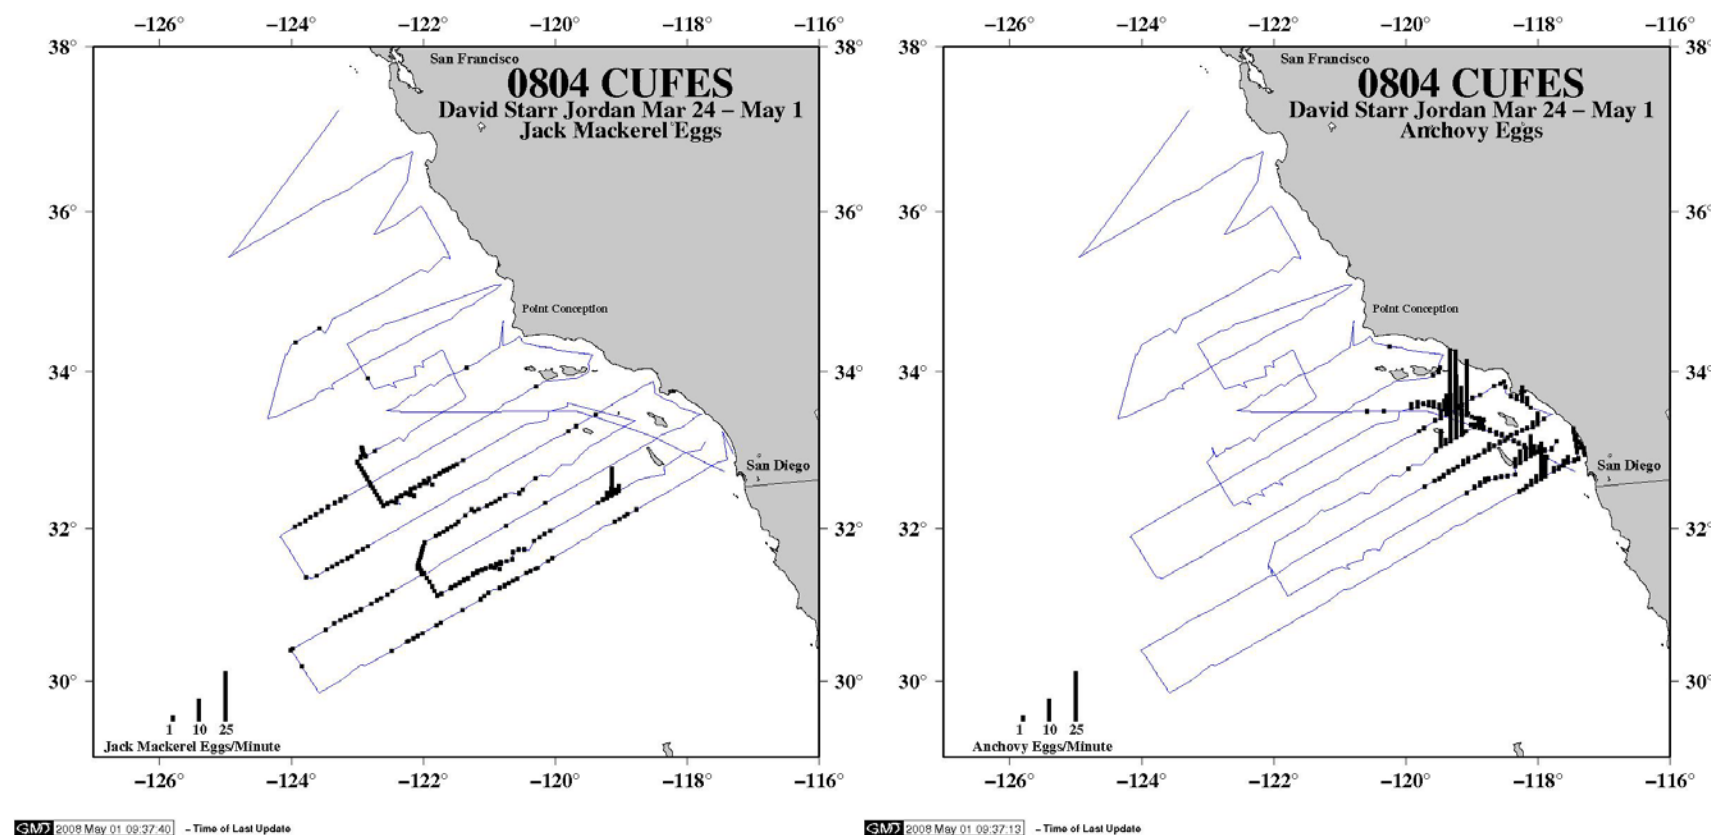 −126° −124° −122° −120° −118° −116°
38°
San Francisco
0804 CUFES
David Starr Jordan Mar 24 – May 1
Jack Mackerel Eggs
36° 36°
Point Conception
34° 34°
San Diego
32° 32°
30° 30°
1 10 25
Jack Mackerel Eggs/Minute
−126° −124° −122° −120° −118° −116°
GMT 2008 May 01 09:37:40 – Time of Last Update
−126° −124° −122° −120° −118° −116°
38° 38°
San Francisco
0804 CUFES
David Starr Jordan Mar 24 – May 1
Anchovy Eggs
36° 36°
Point Conception
34° 34°
San Diego
32° 32°
30° 30°
1 10 25
Anchovy Eggs/Minute
−126° −124° −122° −120° −118° −116°
GMT 2008 May 01 09:37:13 – Time of Last Update